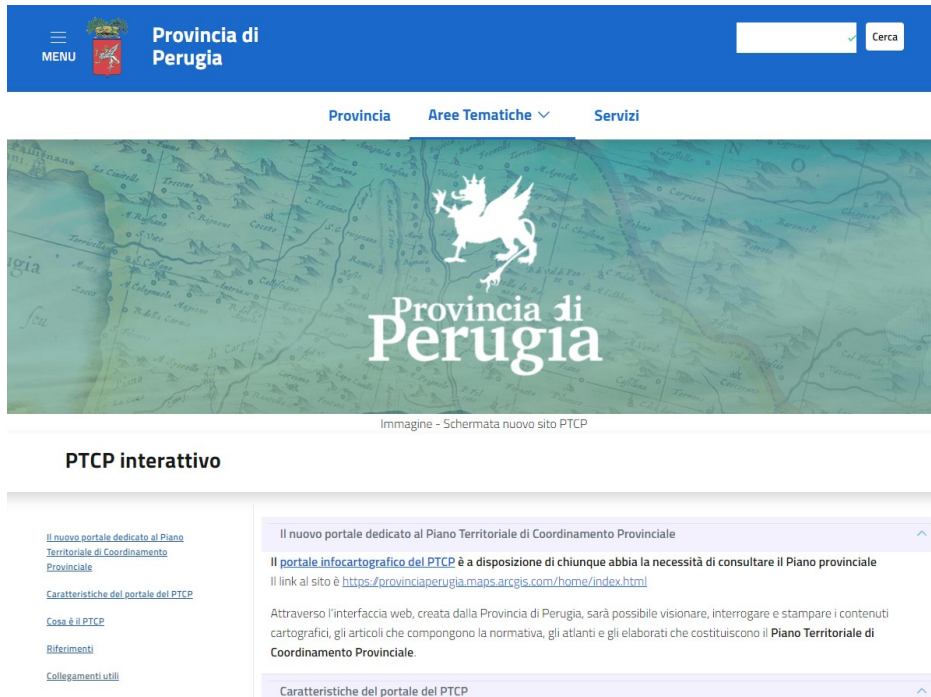 MENU
Provincia di
Perugia
Cerca
Provincia
Aree Tematiche
Servizi
Provincia di
Perugia
Immagine - Schermata nuovo sito PTCP
PTCP interattivo
Il nuovo portale dedicato al Piano
Territoriale di Coordinamento
Provinciale
Caratteristiche del portale del PTCP
Cosa è il PTCP
Riferimenti
Collegamenti utili
Il nuovo portale dedicato al Piano Territoriale di Coordinamento Provinciale
Il portale infocartografico del PTCP è a disposizione di chiunque abbia la necessità di consultare il Piano provinciale
Il link al sito è https://provinciaperugia.maps.arcgis.com/home/index.html
Attraverso l'interfaccia web, creata dalla Provincia di Perugia, sarà possibile visionare, interrogare e stampare i contenuti
cartografici, gli articoli che compongono la normativa, gli atlanti e gli elaborati che costituiscono il Piano Territoriale di
Coordinamento Provinciale.
Caratteristiche del portale del PTCP